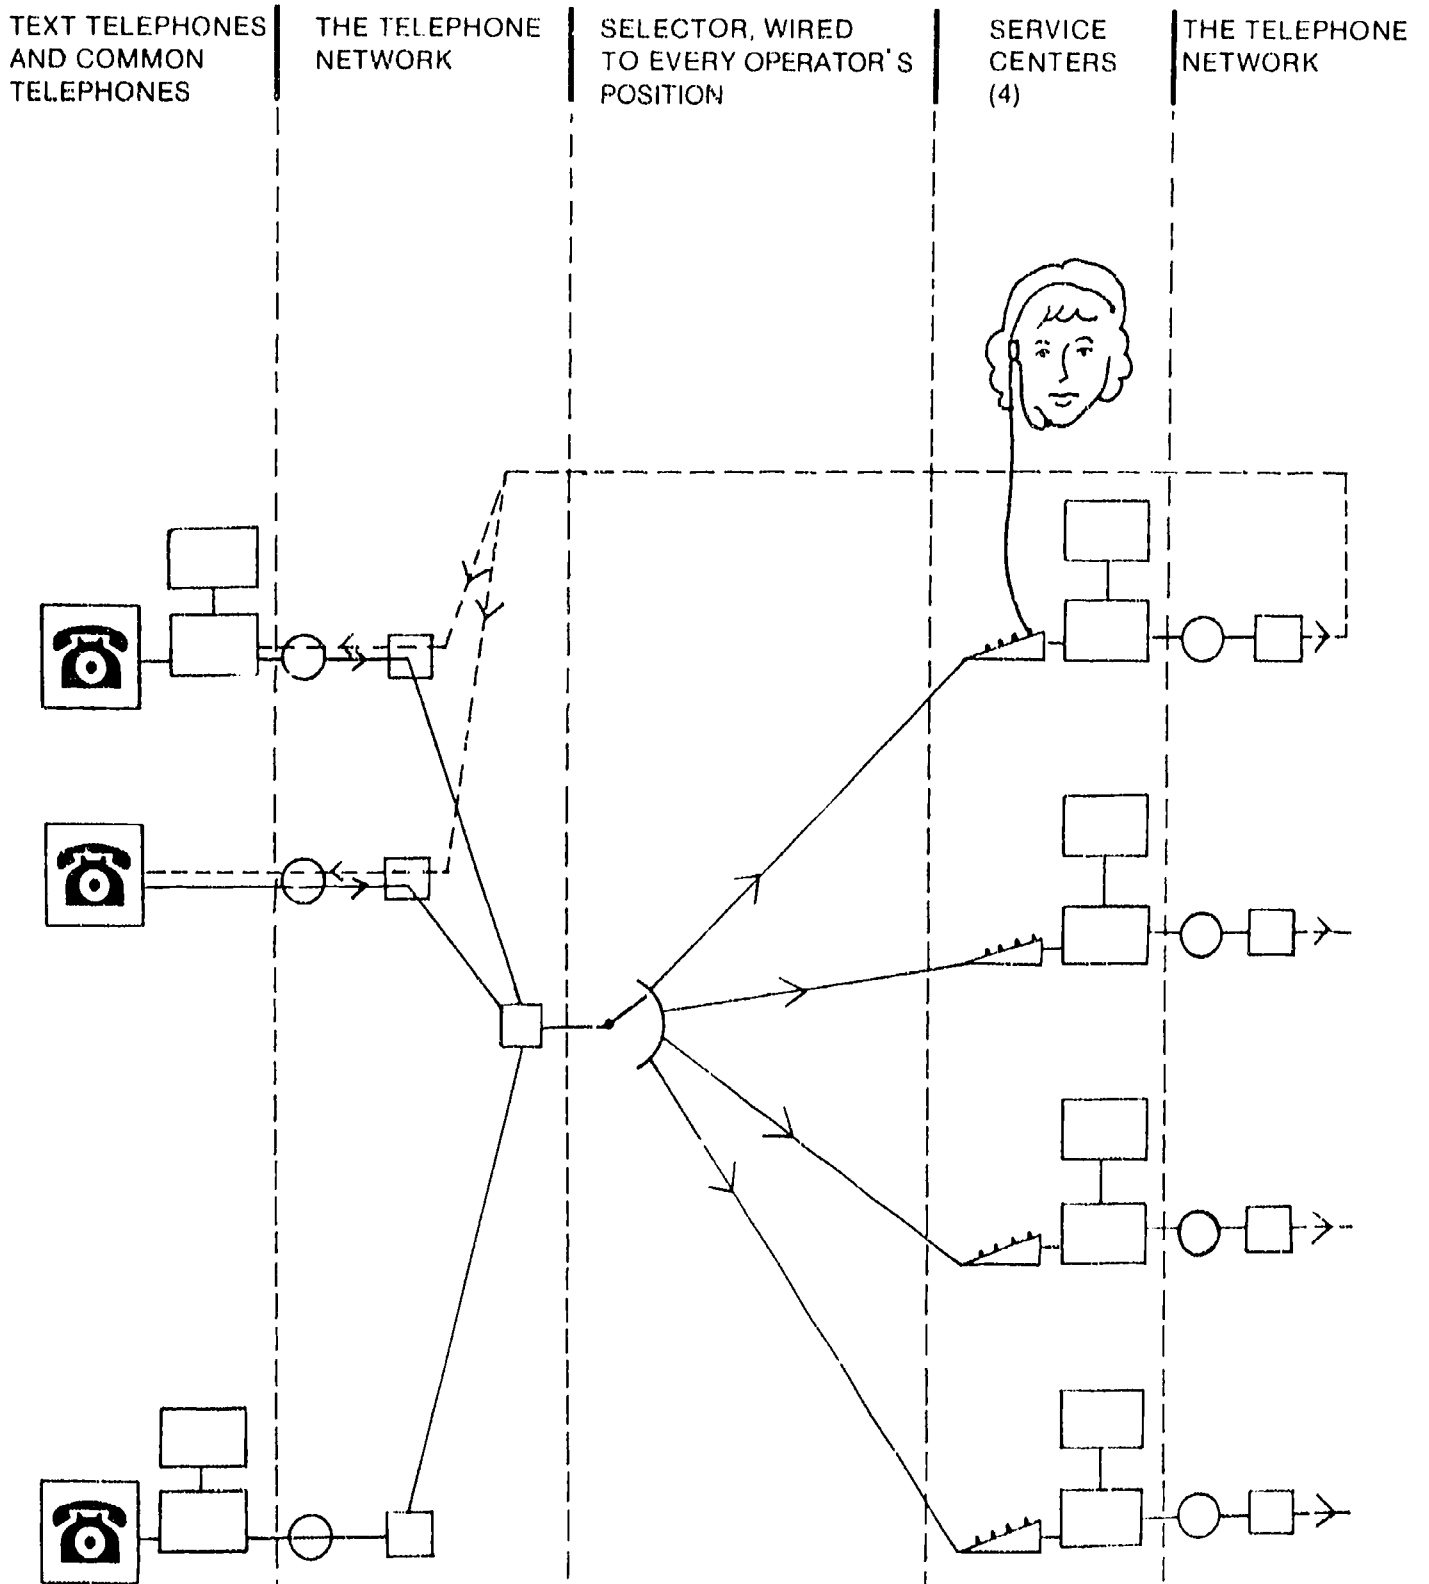 TEXT TELEPHONES
AND COMMON
TELEPHONES
THE TELEPHONE
NETWORK
SELECTOR, WIRED
TO EVERY OPERATOR'S
POSITION
SERVICE
CENTERS
(4)
THE TELEPHONE
NETWORK